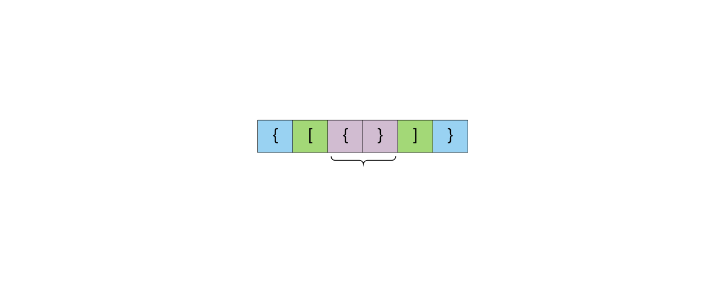 { [ { } ] }